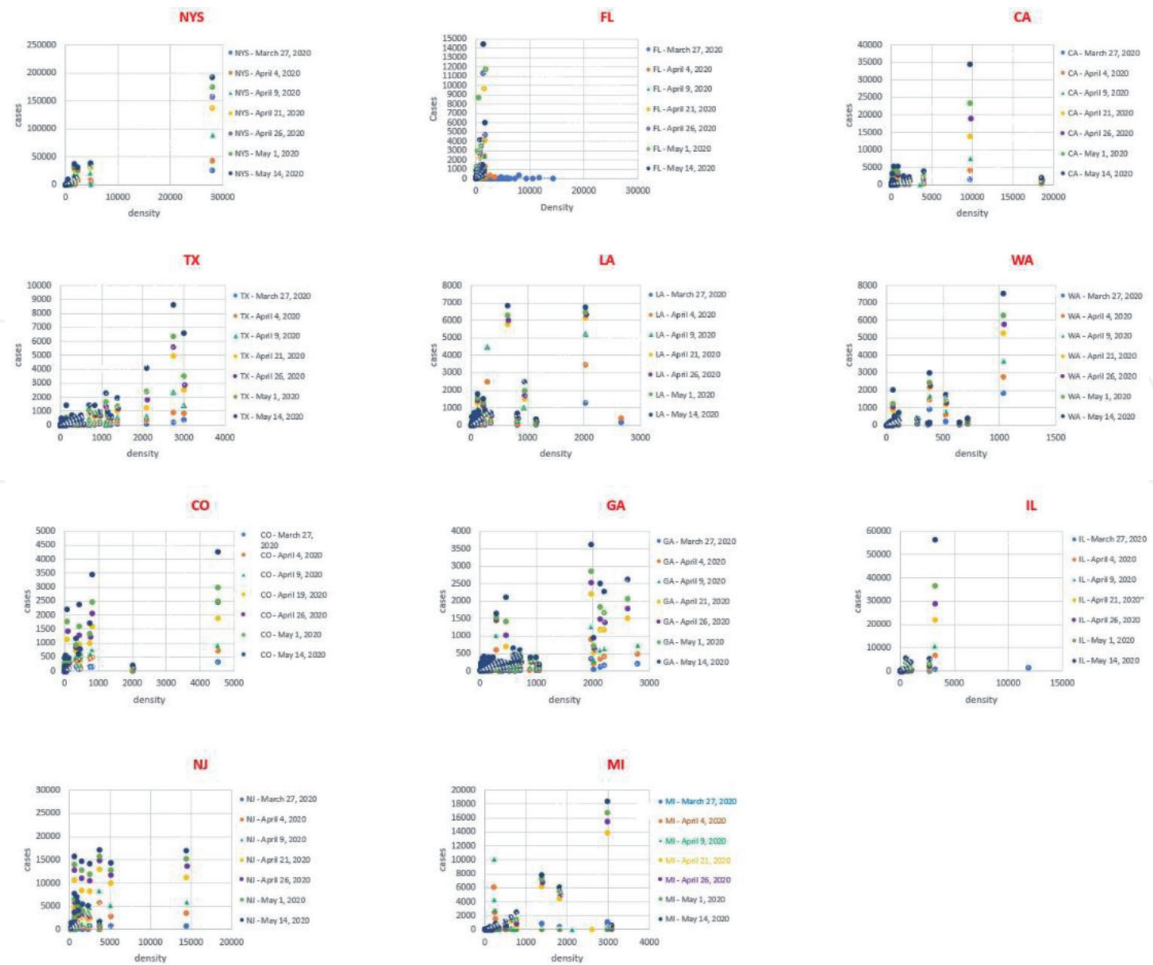 NYS
250000
200000
150000
100000
50000
0
cases
0 10000 20000 30000
density
NYS - March 27, 2020
NYS - April 4, 2020
NYS - April 9, 2020
NYS - April 21, 2020
NYS - April 26, 2020
NYS - May 1, 2020
NYS - May 14, 2020
FL
15000
14000
13000
12000
11000
10000
9000
8000
7000
6000
5000
4000
3000
2000
1000
0
Cases
0 10000 20000 30000
Density
FL - March 27, 2020
FL - April 4, 2020
FL - April 9, 2020
FL - April 21, 2020
FL - April 26, 2020
FL - May 1, 2020
FL - May 14, 2020
CA
40000
35000
30000
25000
20000
15000
10000
5000
0
cases
0 5000 10000 15000 20000
density
CA - March 27, 2020
CA - April 4, 2020
CA - April 9, 2020
CA - April 21, 2020
CA - April 26, 2020
CA - May 1, 2020
CA - May 14, 2020
TX
10000
9000
8000
7000
6000
5000
4000
3000
2000
1000
0
cases
0 1000 2000 3000 4000
density
TX - March 27, 2020
TX - April 4, 2020
TX - April 9, 2020
TX - April 21, 2020
TX - April 26, 2020
TX - May 1, 2020
TX - May 14, 2020
LA
8000
7000
6000
5000
4000
3000
2000
1000
0
cases
0 1000 2000 3000
density
LA - March 27, 2020
LA - April 4, 2020
LA - April 9, 2020
LA - April 21, 2020
LA - April 26, 2020
LA - May 1, 2020
LA - May 14, 2020
WA
8000
7000
6000
5000
4000
3000
2000
1000
0
cases
0 500 1000 1500
density
WA - March 27, 2020
WA - April 4, 2020
WA - April 9, 2020
WA - April 21, 2020
WA - April 26, 2020
WA - May 1, 2020
WA - May 14, 2020
CO
5000
4500
4000
3500
3000
2500
2000
1500
1000
500
0
cases
0 1000 2000 3000 4000 5000
density
CO - March 27,
2020
CO - April 4, 2020
CO - April 9, 2020
CO - April 19, 2020
CO - April 26, 2020
CO - May 1, 2020
CO - May 14, 2020
GA
4000
3500
3000
2500
2000
1500
1000
500
0
cases
0 1000 2000 3000
density
GA - March 27, 2020
GA - April 4, 2020
GA - April 9, 2020
GA - April 21, 2020
GA - April 26, 2020
GA - May 1, 2020
GA - May 14, 2020
IL
60000
50000
40000
30000
20000
10000
0
cases
0 5000 10000 15000
density
IL - March 27, 2020
IL - April 4, 2020
IL - April 9, 2020
IL - April 21, 2020"
IL - April 26, 2020
IL - May 1, 2020
IL - May 14, 2020
NJ
30000
25000
20000
15000
10000
5000
0
cases
0 5000 10000 15000 20000
density
NJ - March 27, 2020
NJ - April 4, 2020
NJ - April 9, 2020
NJ - April 21, 2020
NJ - April 26, 2020
NJ - May 1, 2020
NJ - May 14, 2020
MI
20000
18000
16000
14000
12000
10000
8000
6000
4000
2000
0
cases
0 1000 2000 3000 4000
density
MI - March 27, 2020
MI - April 4, 2020
MI - April 9, 2020
MI - April 21, 2020
MI - April 26, 2020
MI - May 1, 2020
MI - May 14, 2020